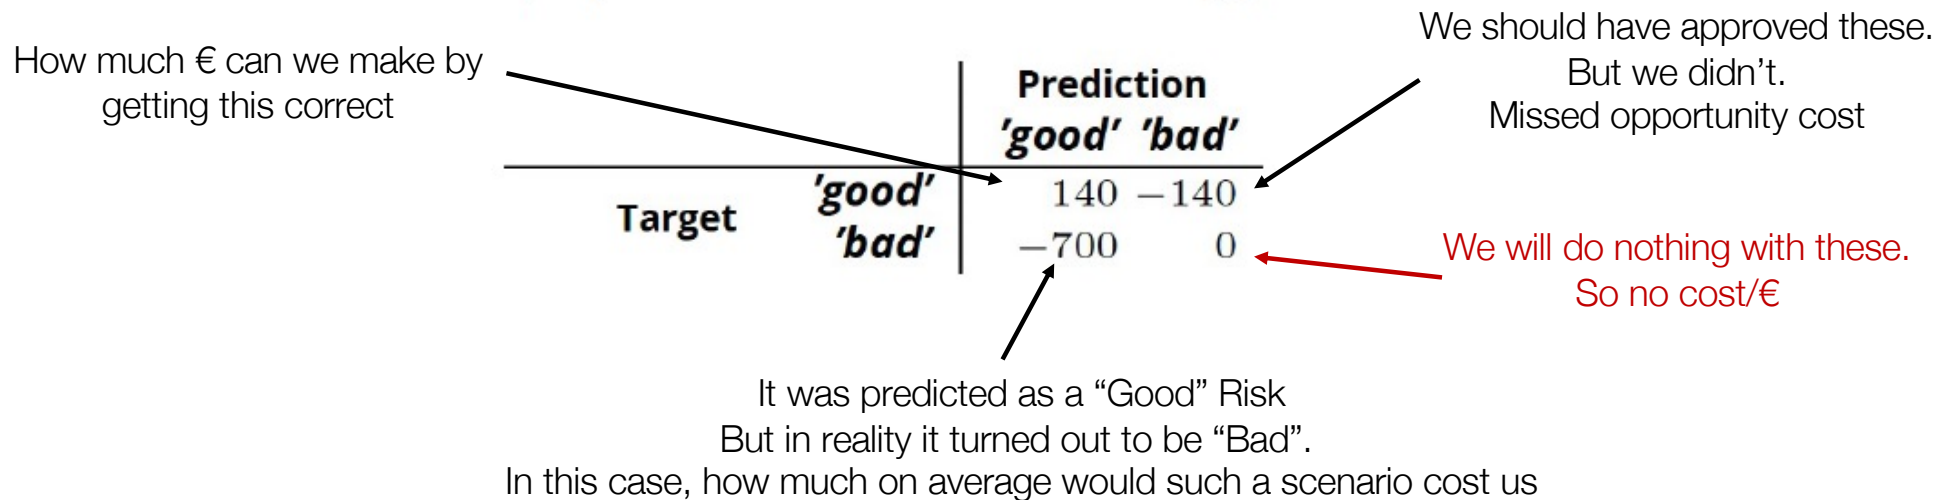 How much € can we make by
getting this correct
We should have approved these.
But we didn’t.
Missed opportunity cost
Prediction
’good’ ’bad’
Target ’good’ 140 −140
’bad’ −700 0
We will do nothing with these.
So no cost/€
It was predicted as a “Good” Risk
But in reality it turned out to be “Bad”.
In this case, how much on average would such a scenario cost us